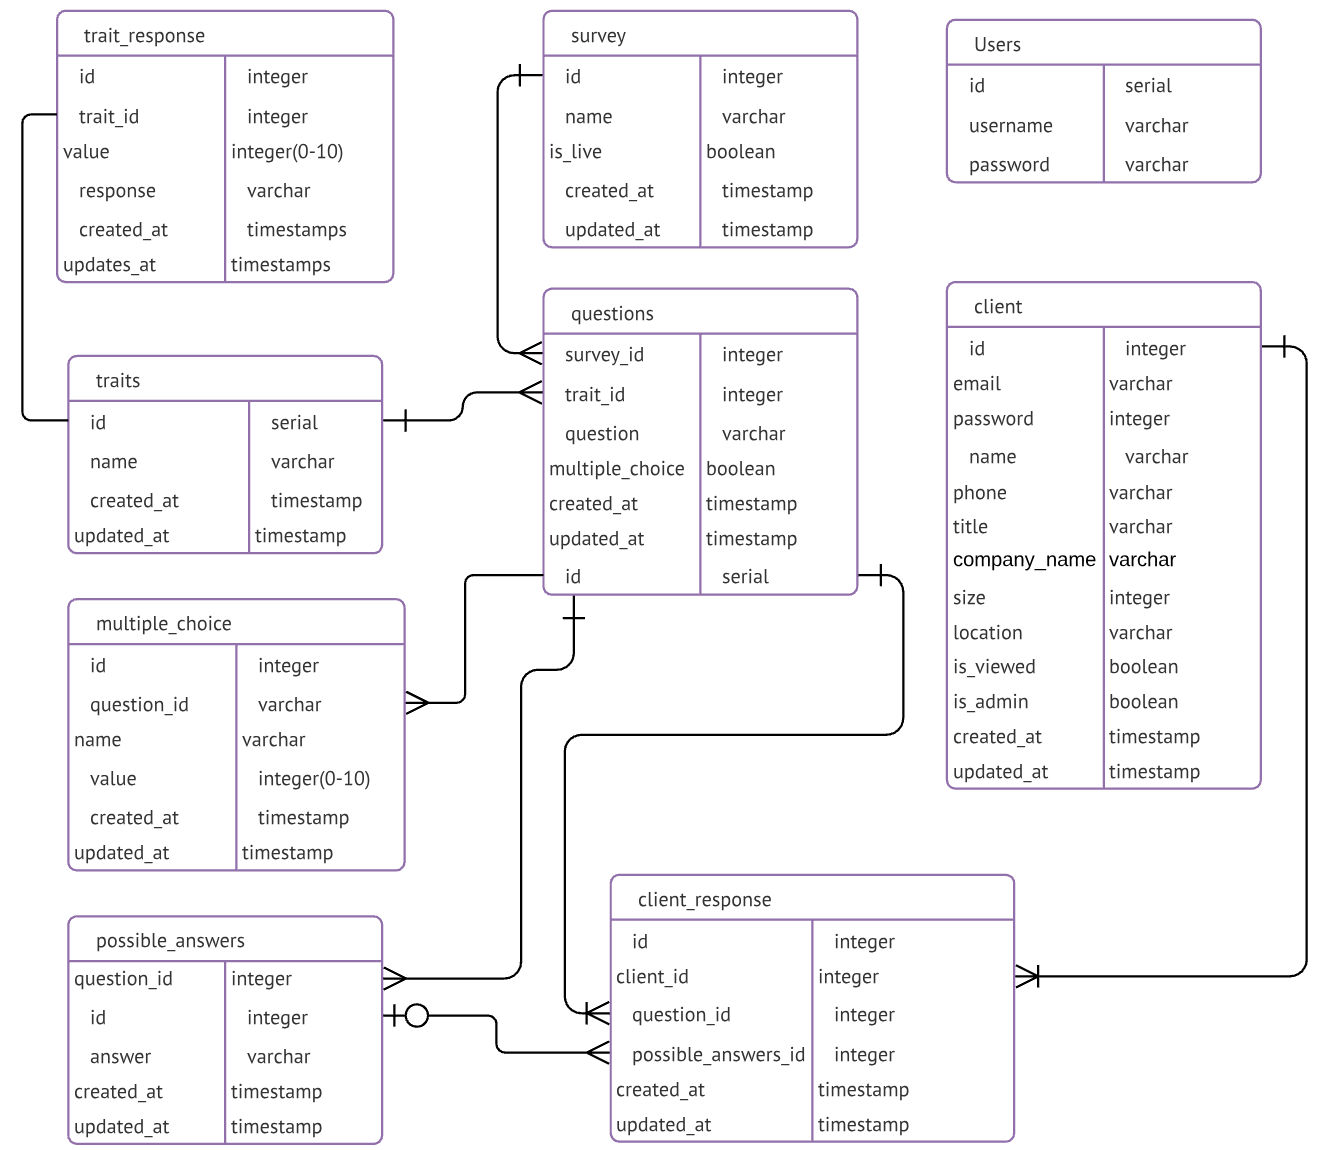 trait_response
id integer
trait_id integer
value integer(0-10)
response varchar
created_at timestamps
updates_at timestamps
survey
id integer
name varchar
is_live boolean
created_at timestamp
updated_at timestamp
Users
id serial
username varchar
password varchar
questions
survey_id integer
trait_id integer
question varchar
multiple_choice boolean
created_at timestamp
updated_at timestamp
id serial
client
id integer
email varchar
password integer
name varchar
phone varchar
title varchar
company_name varchar
size integer
location varchar
is_viewed boolean
is_admin boolean
created_at timestamp
updated_at timestamp
traits
id serial
name varchar
created_at timestamp
updated_at timestamp
multiple_choice
id integer
question_id varchar
name varchar
value integer(0-10)
created_at timestamp
updated_at timestamp
possible_answers
question_id integer
id integer
answer varchar
created_at timestamp
updated_at timestamp
client_response
id integer
client_id integer
question_id integer
possible_answers_id integer
created_at timestamp
updated_at timestamp